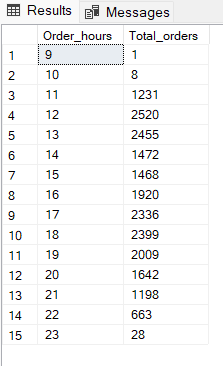 Results Messages
Order_hours Total_orders
1 9 1
2 10 8
3 11 1231
4 12 2520
5 13 2455
6 14 1472
7 15 1468
8 16 1920
9 17 2336
10 18 2399
11 19 2009
12 20 1642
13 21 1198
14 22 663
15 23 28